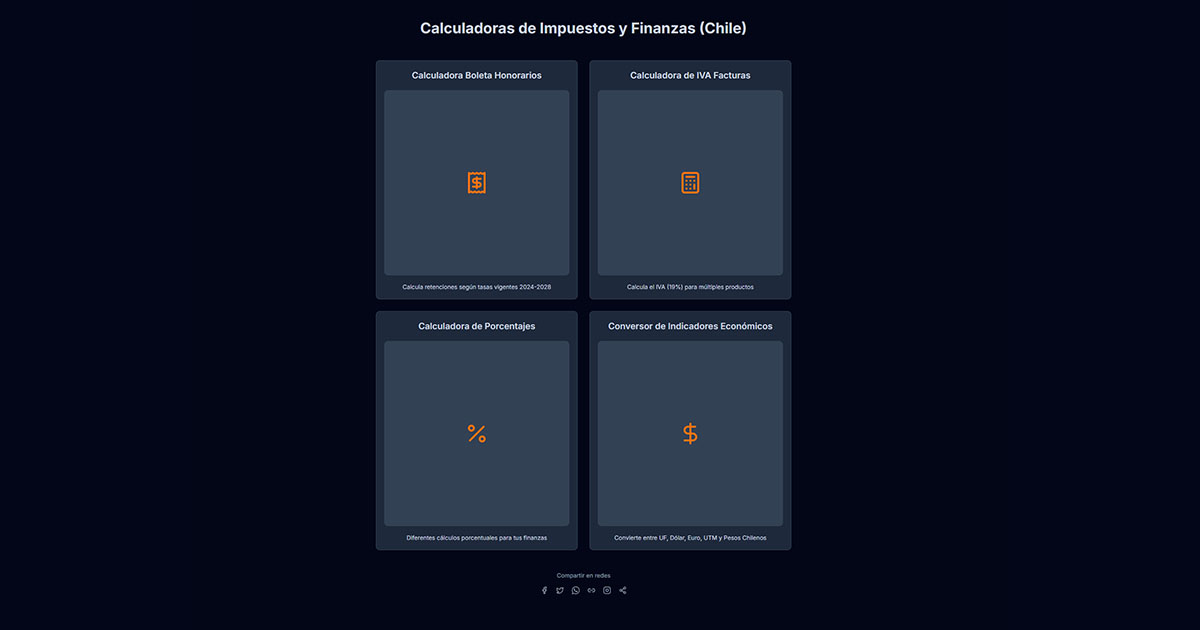 Calculadoras de Impuestos y Finanzas (Chile)
Calculadora Boleta Honorarios
Calcula retenciones según tasas vigentes 2024-2028
Calculadora de IVA Facturas
Calcula el IVA (19%) para múltiples productos
Calculadora de Porcentajes
Diferentes cálculos porcentuales para tus finanzas
Conversor de Indicadores Económicos
Convierte entre UF, Dólar, Euro, UTM y Pesos Chilenos
Compartir en redes